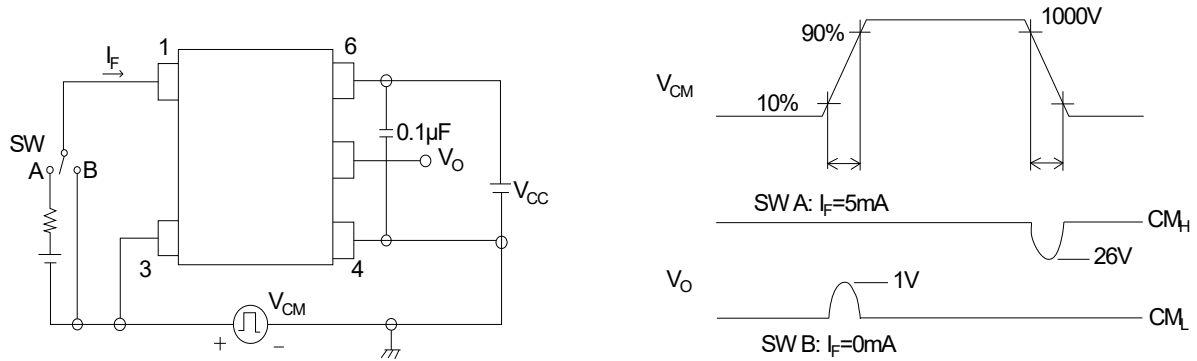 I_F
1
6
SW
A
B
0.1µF
V_O
V_CC
3
4
V_CM
+
-
V_CM
90%
10%
1000V
SW A: I_F=5mA
CM_H
26V
V_O
1V
CM_L
SW B: I_F=0mA